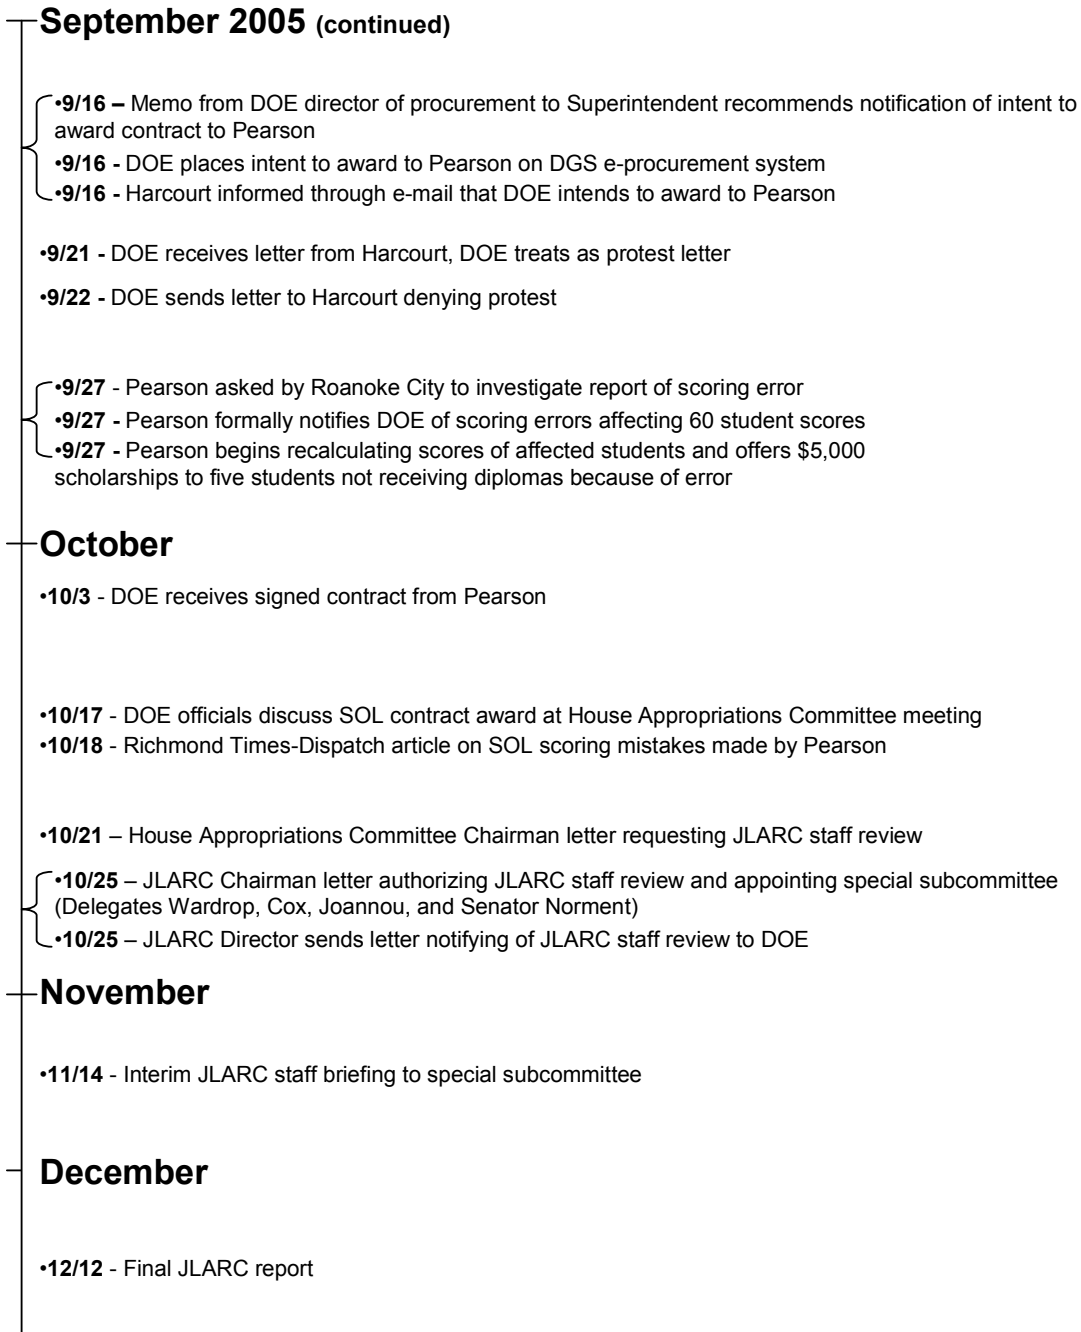 September 2005 (continued)
•9/16 – Memo from DOE director of procurement to Superintendent recommends notification of intent to
award contract to Pearson
•9/16 - DOE places intent to award to Pearson on DGS e-procurement system
•9/16 - Harcourt informed through e-mail that DOE intends to award to Pearson
•9/21 - DOE receives letter from Harcourt, DOE treats as protest letter
•9/22 - DOE sends letter to Harcourt denying protest
•9/27 - Pearson asked by Roanoke City to investigate report of scoring error
•9/27 - Pearson formally notifies DOE of scoring errors affecting 60 student scores
•9/27 - Pearson begins recalculating scores of affected students and offers $5,000
scholarships to five students not receiving diplomas because of error
October
•10/3 - DOE receives signed contract from Pearson
•10/17 - DOE officials discuss SOL contract award at House Appropriations Committee meeting
•10/18 - Richmond Times-Dispatch article on SOL scoring mistakes made by Pearson
•10/21 – House Appropriations Committee Chairman letter requesting JLARC staff review
•10/25 – JLARC Chairman letter authorizing JLARC staff review and appointing special subcommittee
(Delegates Wardrop, Cox, Joannou, and Senator Norment)
•10/25 – JLARC Director sends letter notifying of JLARC staff review to DOE
November
•11/14 - Interim JLARC staff briefing to special subcommittee
December
•12/12 - Final JLARC report